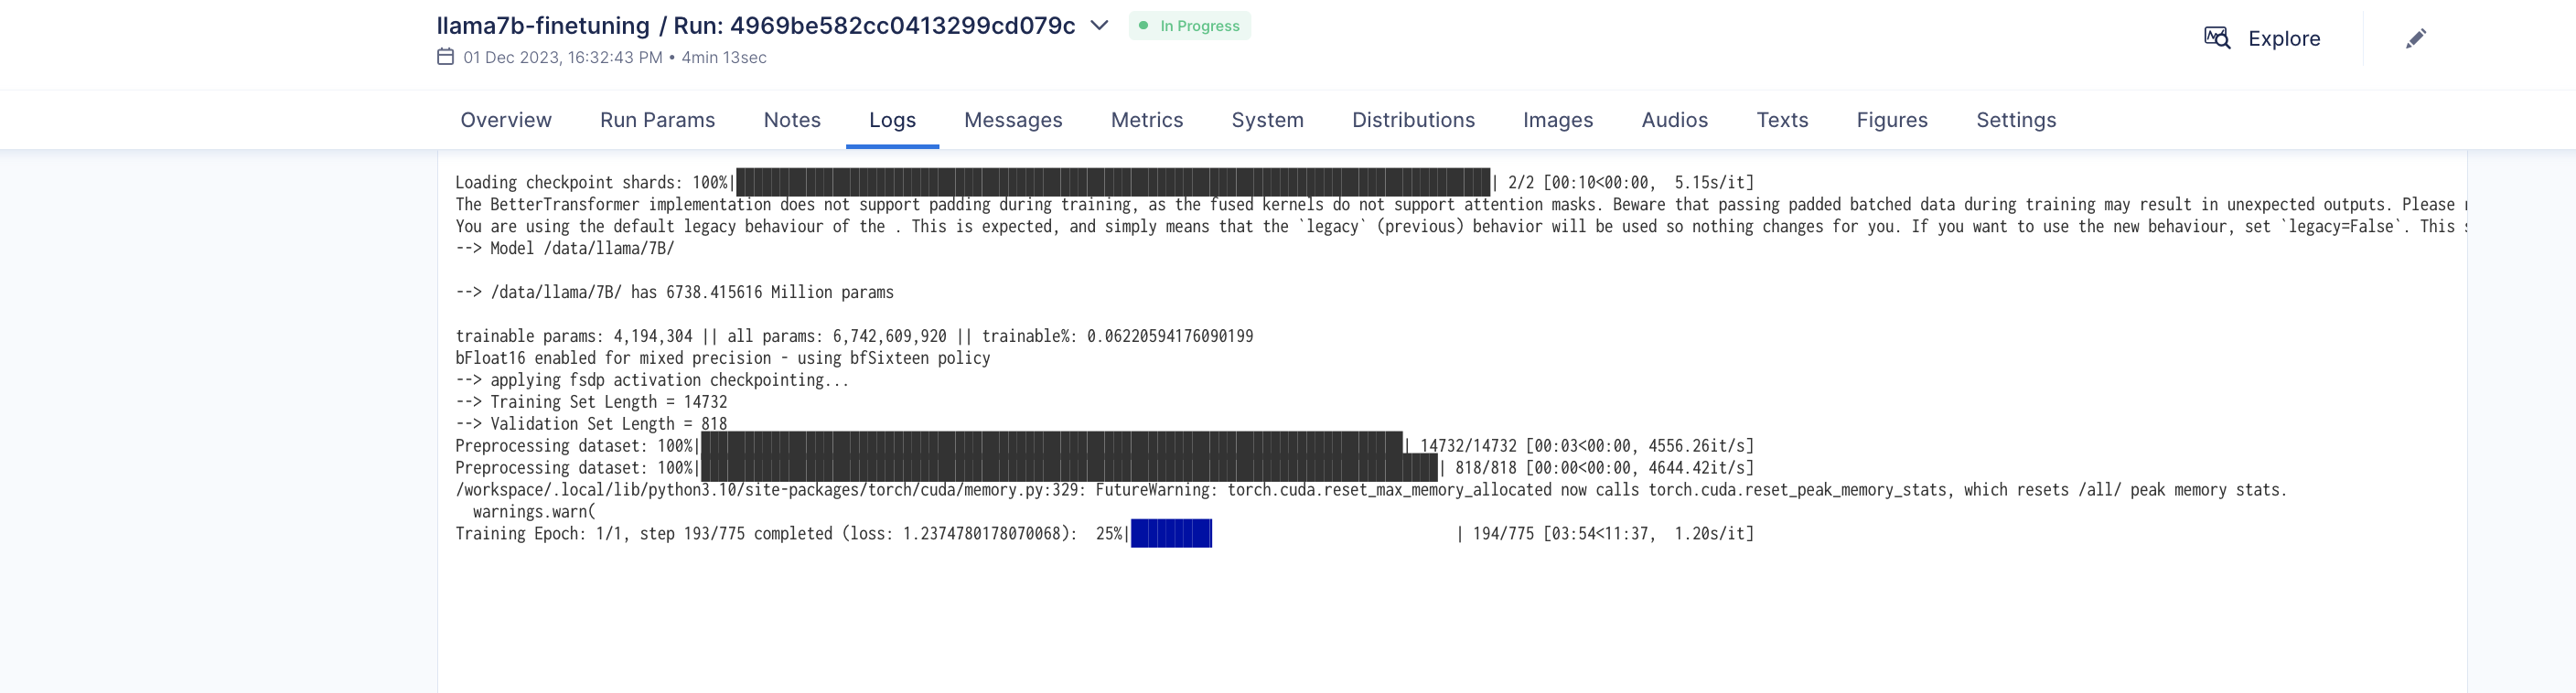 llama7b-finetuning / Run: 4969be582cc0413299cd079c In Progress
01 Dec 2023, 16:32:43 PM • 4min 13sec
Explore
Overview Run Params Notes Logs Messages Metrics System Distributions Images Audios Texts Figures Settings
Loading checkpoint shards: 100%|| 2/2 [00:10<00:00, 5.15s/it]
The BetterTransformer implementation does not support padding during training, as the fused kernels do not support attention masks. Beware that passing padded batched data during training may result in unexpected outputs. Please
You are using the default legacy behaviour of the . This is expected, and simply means that the `legacy` (previous) behavior will be used so nothing changes for you. If you want to use the new behaviour, set `legacy=False`. This
--> Model /data/llama/7B/
--> /data/llama/7B/ has 6738.415616 Million params
trainable params: 4,194,304 || all params: 6,742,609,920 || trainable%: 0.06220594176090199
bFloat16 enabled for mixed precision - using bfSixteen policy
--> applying fsdp activation checkpointing...
--> Training Set Length = 14732
--> Validation Set Length = 818
Preprocessing dataset: 100%|| 14732/14732 [00:03<00:00, 4556.26it/s]
Preprocessing dataset: 100%|| 818/818 [00:00<00:00, 4644.42it/s]
/workspace/.local/lib/python3.10/site-packages/torch/cuda/memory.py:329: FutureWarning: torch.cuda.reset_max_memory_allocated now calls torch.cuda.reset_peak_memory_stats, which resets /all/ peak memory stats.
warnings.warn(
Training Epoch: 1/1, step 193/775 completed (loss: 1.2374780178070068): 25%|| 194/775 [03:54<11:37, 1.20s/it]